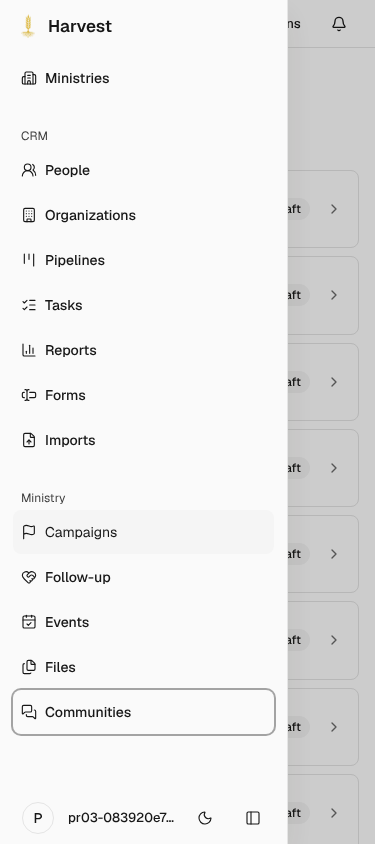 Harvest
ns
Ministries
CRM
People
aft
Organizations
Pipelines
aft
Tasks
Reports
aft
Forms
Imports
aft
Ministry
Campaigns
aft
Follow-up
Events
aft
Files
Communities
aft
P
pr03-083920e7...
aft